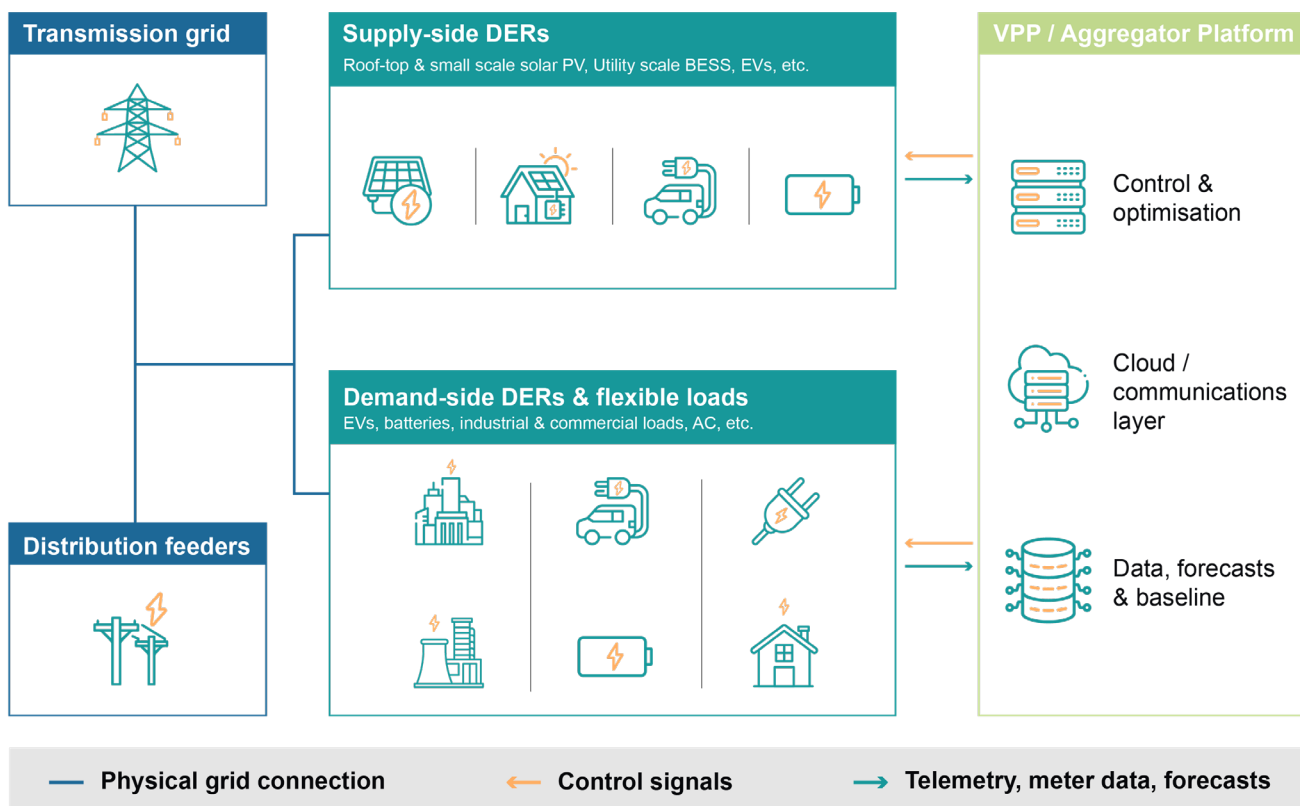 Transmission grid
Supply-side DERs
Roof-top & small scale solar PV, Utility scale BESS, EVs, etc.
VPP / Aggregator Platform
Control &
optimisation
Cloud /
communications
layer
Demand-side DERs & flexible loads
EVs, batteries, industrial & commercial loads, AC, etc.
Distribution feeders
Data, forecasts
& baseline
Physical grid connection
Control signals
Telemetry, meter data, forecasts